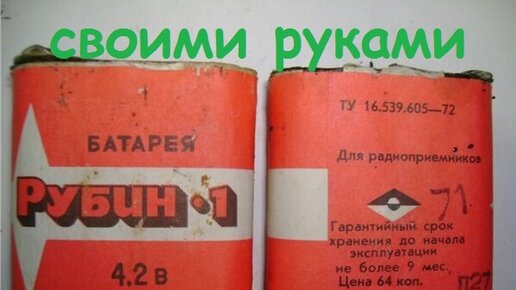 своими руками
БАТАРЕЯ
РУБИН•1
4,2 В
ТУ 16.539.605—72
Для радиоприемников
71
Гарантийный срок
хранения до начала
эксплуатации
не более 9 мес.
Цена 64 коп.